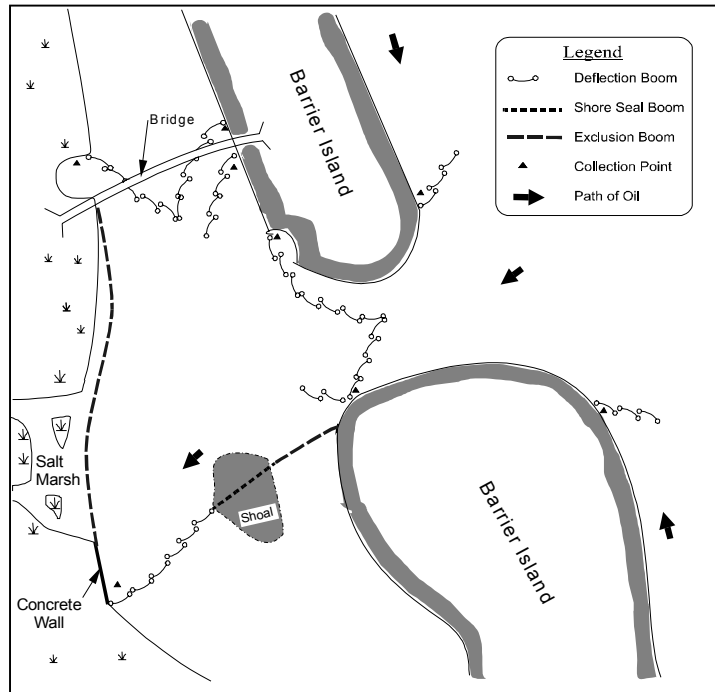 Legend
Deflection Boom
Shore Seal Boom
Exclusion Boom
Collection Point
Path of Oil
Barrier Island
Bridge
Salt
Marsh
Shoal
Barrier Island
Concrete
Wall